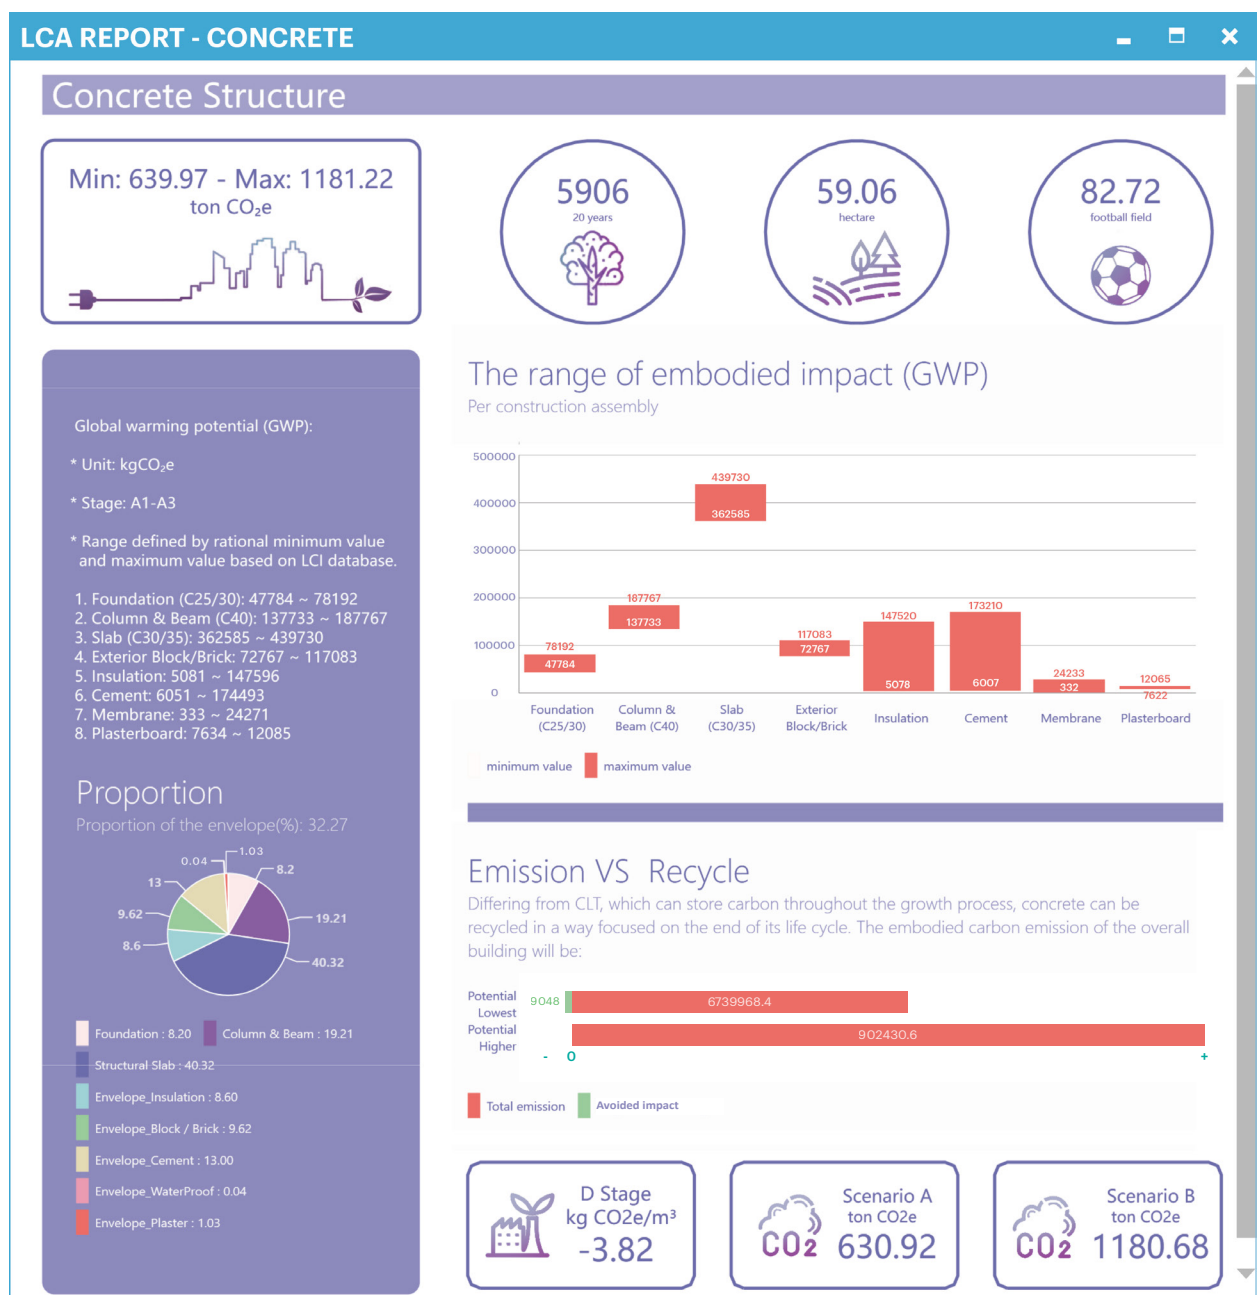 LCA REPORT - CONCRETE
Concrete Structure
Min: 639.97 - Max: 1181.22
ton CO₂e
5906
20 years
59.06
hectare
82.72
football field
Global warming potential (GWP):
* Unit: kgCO₂e
* Stage: A1-A3
* Range defined by rational minimum value
and maximum value based on LCI database.
1. Foundation (C25/30): 47784 ~ 78192
2. Column & Beam (C40): 137733 ~ 187767
3. Slab (C30/35): 362585 ~ 439730
4. Exterior Block/Brick: 72767 ~ 117083
5. Insulation: 5081 ~ 147596
6. Cement: 6051 ~ 174493
7. Membrane: 333 ~ 24271
8. Plasterboard: 7634 ~ 12085
Proportion
Proportion of the envelope(%): 32.27
0.04
1.03
8.2
13
9.62
19.21
8.6
40.32
Foundation : 8.20
Column & Beam : 19.21
Structural Slab : 40.32
Envelope_Insulation : 8.60
Envelope_Block / Brick : 9.62
Envelope_Cement : 13.00
Envelope_WaterProof : 0.04
Envelope_Plaster : 1.03
The range of embodied impact (GWP)
Per construction assembly
500000
400000
300000
200000
100000
0
78192
47784
187767
137733
439730
362585
117083
72767
147520
5078
173210
6007
24233
332
12065
7622
Foundation
(C25/30)
Column &
Beam (C40)
Slab
(C30/35)
Exterior
Block/Brick
Insulation
Cement
Membrane
Plasterboard
minimum value
maximum value
Emission VS Recycle
Differing from CLT, which can store carbon throughout the growth process, concrete can be
recycled in a way focused on the end of its life cycle. The embodied carbon emission of the overall
building will be:
Potential
Lowest
9048
6739968.4
Potential
Higher
902430.6
- 0 +
Total emission
Avoided impact
D Stage
kg CO2e/m³
-3.82
CO2
Scenario A
ton CO2e
630.92
CO2
Scenario B
ton CO2e
1180.68